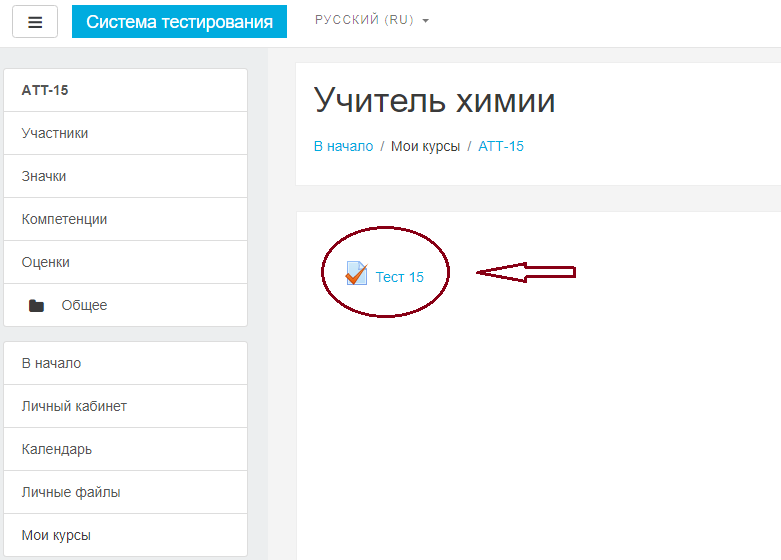 Система тестирования
РУССКИЙ (RU)
АТТ-15
Участники
Значки
Компетенции
Оценки
Общее
В начало
Личный кабинет
Календарь
Личные файлы
Мои курсы
Учитель химии
В начало / Мои курсы / АТТ-15
Тест 15